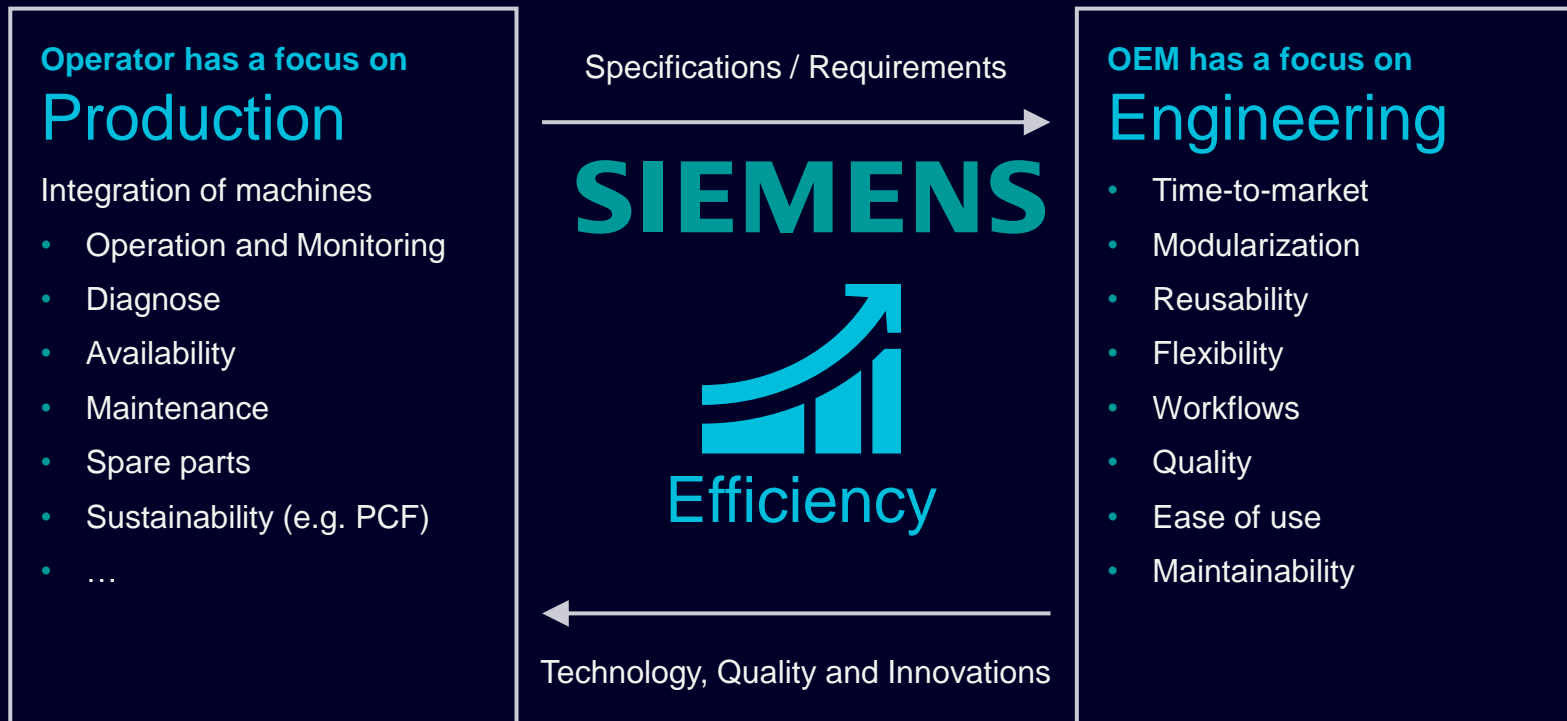 Operator has a focus on
Production
Integration of machines
• Operation and Monitoring
• Diagnose
• Availability
• Maintenance
• Spare parts
• Sustainability (e.g. PCF)
• …
Specifications / Requirements
SIEMENS
Efficiency
Technology, Quality and Innovations
OEM has a focus on
Engineering
• Time-to-market
• Modularization
• Reusability
• Flexibility
• Workflows
• Quality
• Ease of use
• Maintainability